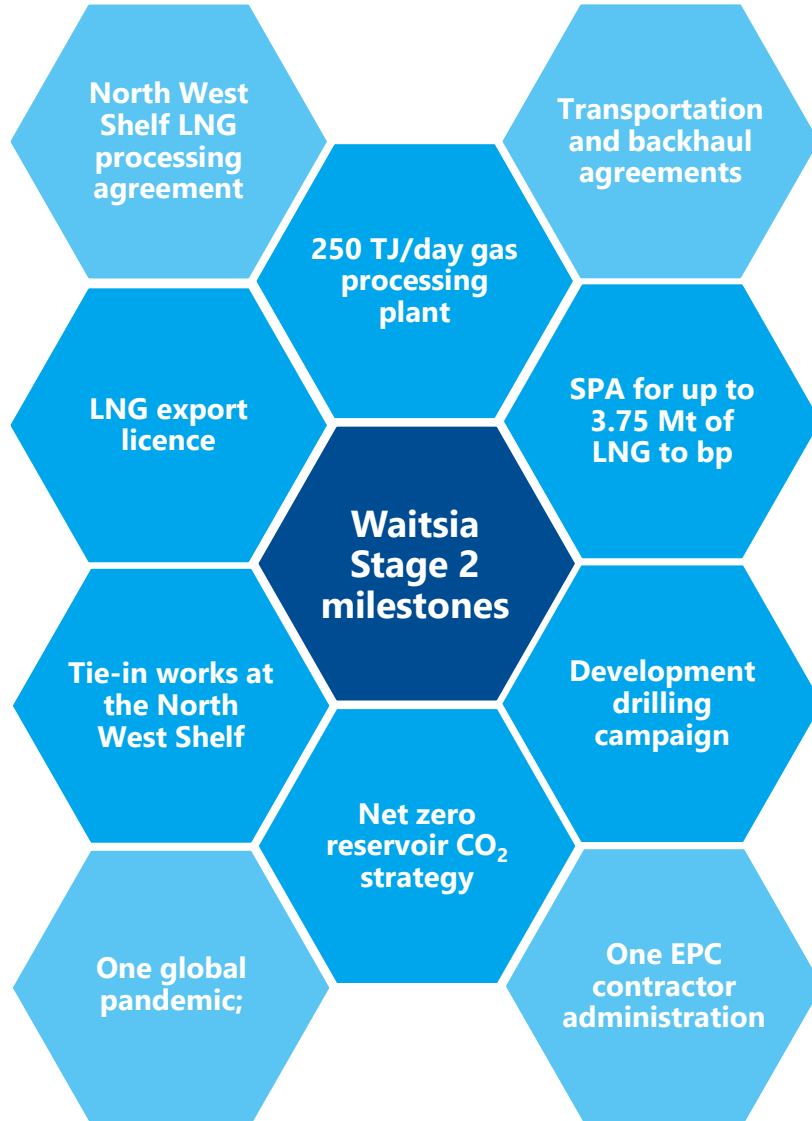 North West
Shelf LNG
processing
agreement
Transportation
and backhaul
agreements
250 TJ/day gas
processing
plant
LNG export
licence
SPA for up to
3.75 Mt of
LNG to bp
Waitsia
Stage 2
milestones
Tie-in works at
the North
West Shelf
Development
drilling
campaign
Net zero
reservoir CO₂
strategy
One global
pandemic;
One EPC
contractor
administration